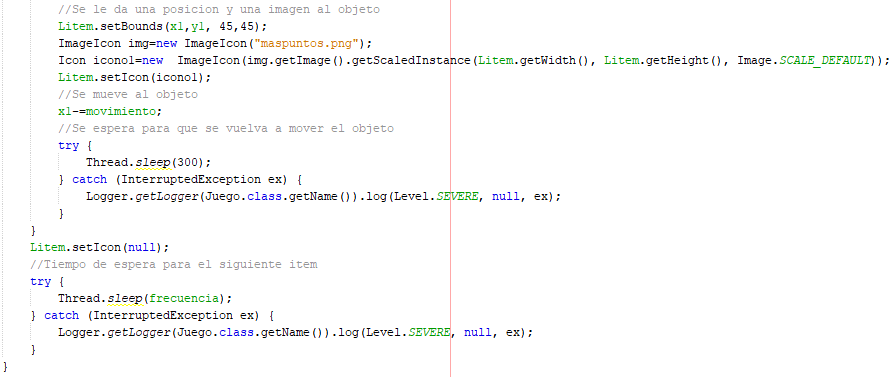 //Se le da una posicion y una imagen al objeto
Litem.setBounds(x1,y1, 45,45);
ImageIcon img=new ImageIcon("maspuntos.png");
Icon icono1=new  ImageIcon(img.getImage().getScaledInstance(Litem.getWidth(), Litem.getHeight(), Image.SCALE_DEFAULT));
Litem.setIcon(icono1);
//Se mueve al objeto
x1-=movimiento;
//Se espera para que se vuelva a mover el objeto
try {
Thread.sleep(300);
} catch (InterruptedException ex) {
Logger.getLogger(Juego.class.getName()).log(Level.SEVERE, null, ex);
}
}
Litem.setIcon(null);
//Tiempo de espera para el siguiente item
try {
Thread.sleep(frecuencia);
} catch (InterruptedException ex) {
Logger.getLogger(Juego.class.getName()).log(Level.SEVERE, null, ex);
}
}